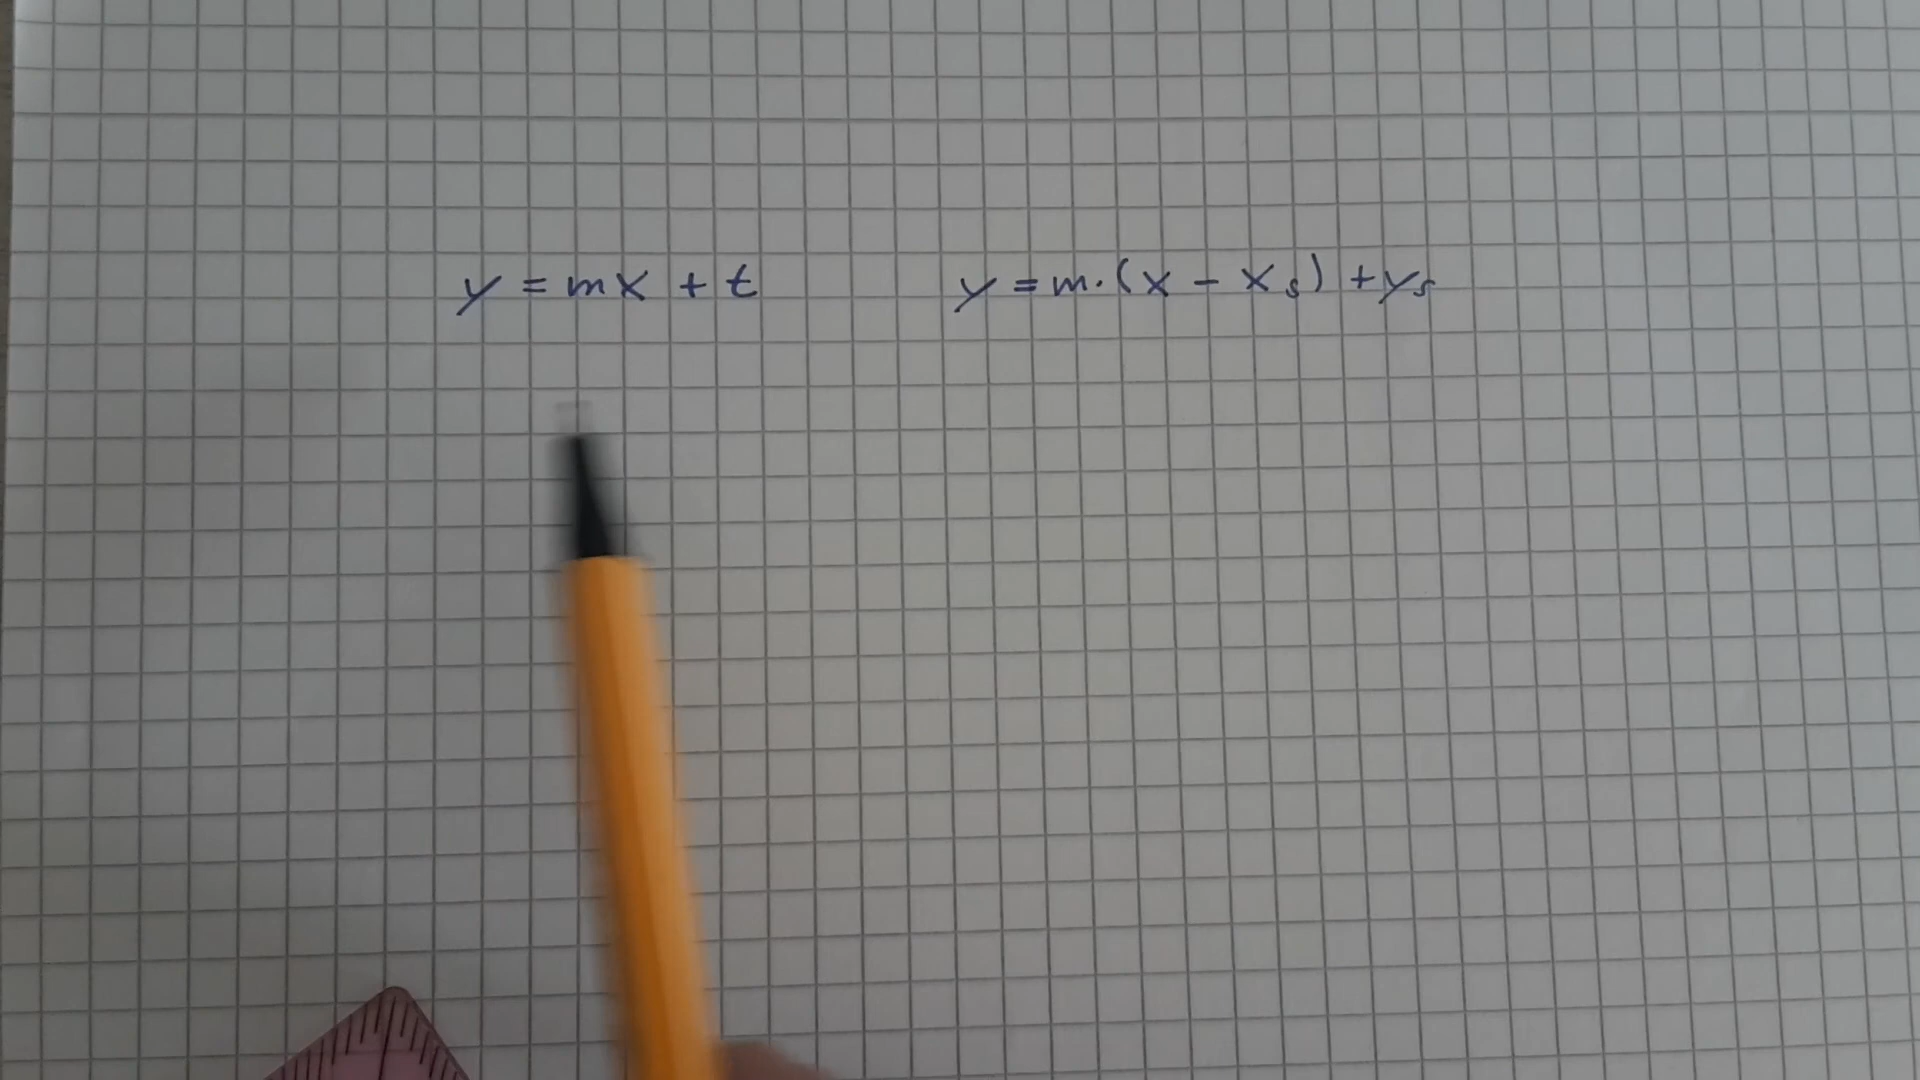 y = mx + t y = m·(x - xₛ) + yₛ